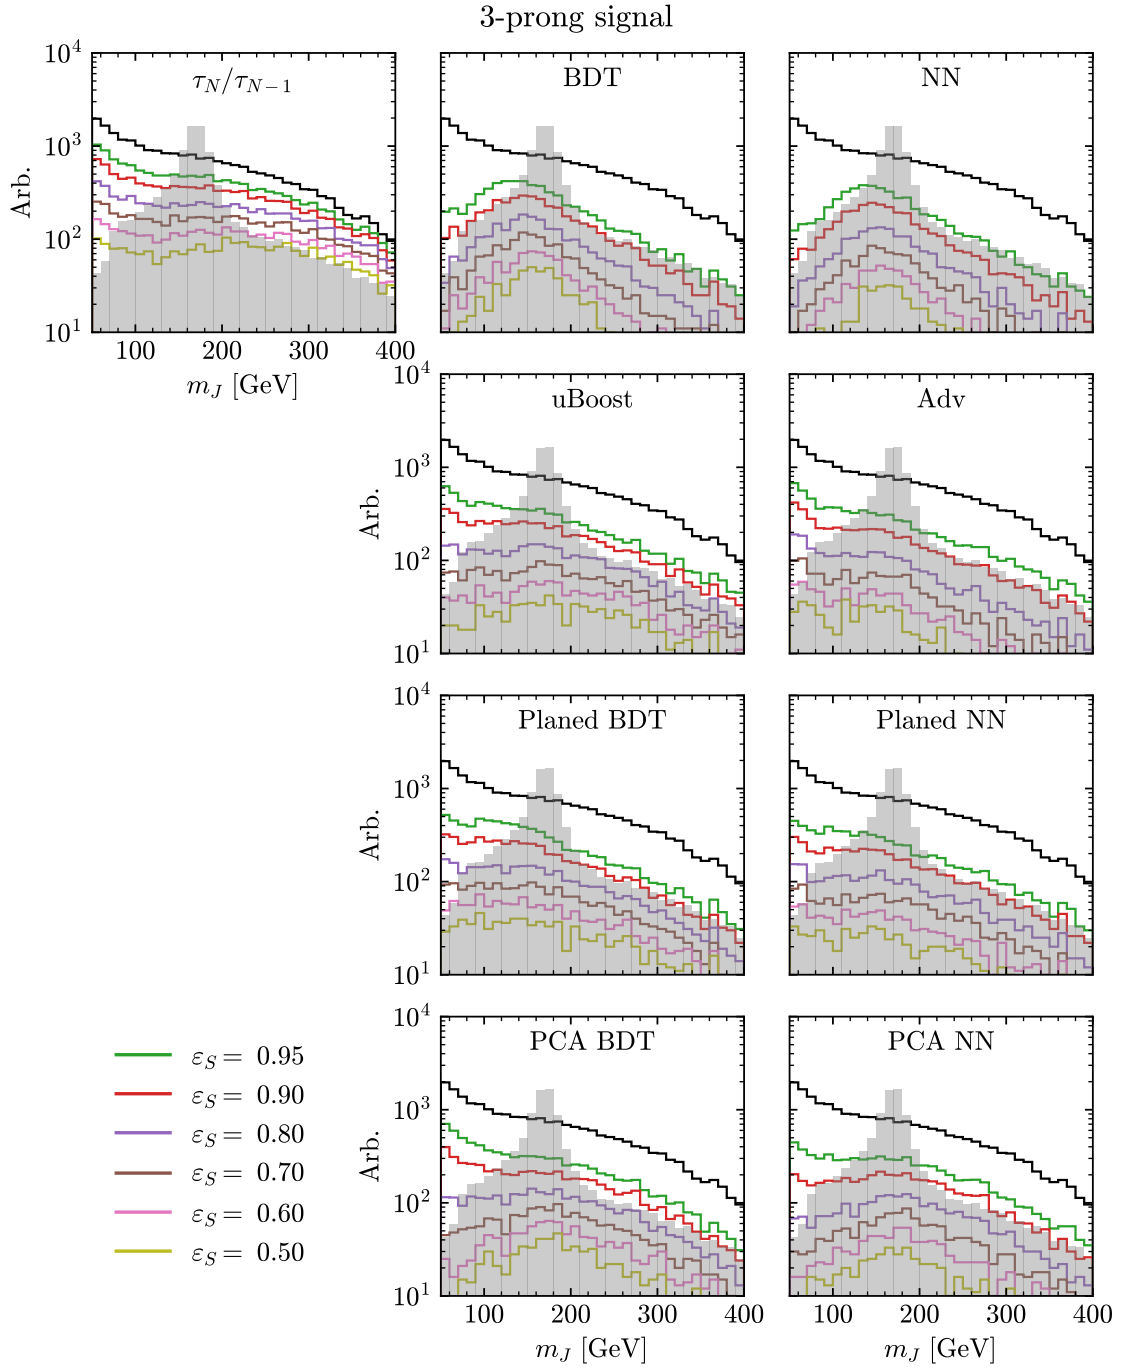 3-prong signal
τ_N/τ_{N−1}
BDT
NN
10^4
10^3
10^2
10^1
Arb.
100
200
300
400
m_J [GeV]
uBoost
Adv
10^4
10^3
10^2
10^1
Arb.
Planed BDT
Planed NN
10^4
10^3
10^2
10^1
Arb.
PCA BDT
PCA NN
10^4
10^3
10^2
10^1
Arb.
100
200
300
400
m_J [GeV]
100
200
300
400
m_J [GeV]
ε_S = 0.95
ε_S = 0.90
ε_S = 0.80
ε_S = 0.70
ε_S = 0.60
ε_S = 0.50